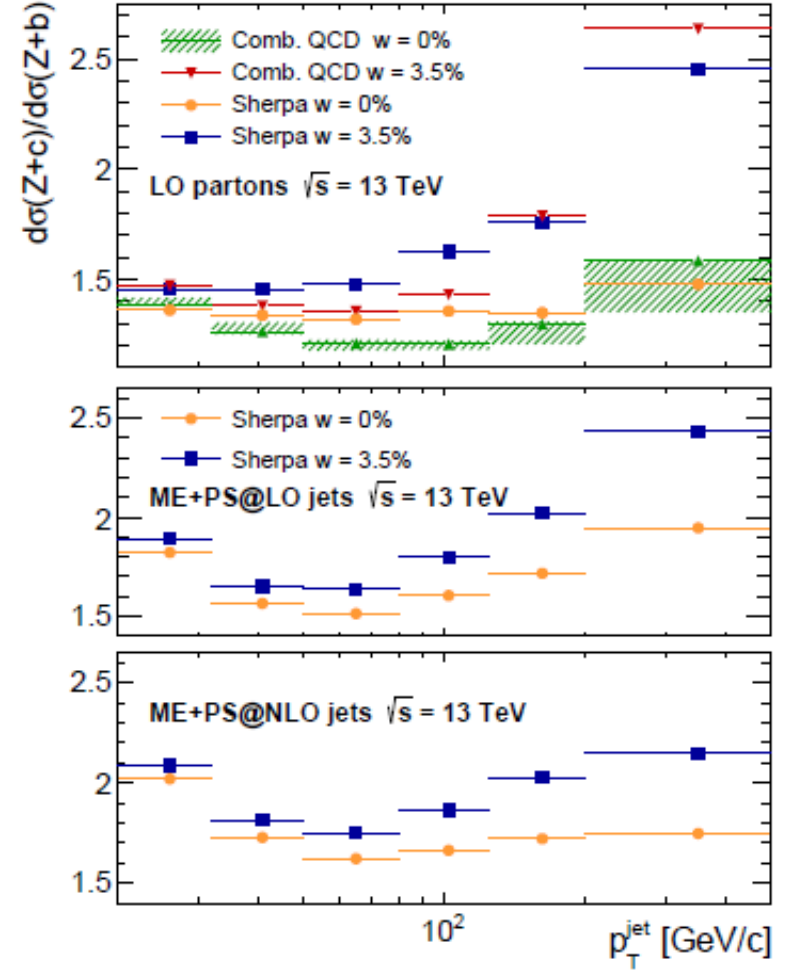 dσ(Z+c)/dσ(Z+b)
2.5
2
1.5
Comb. QCD w = 0%
Comb. QCD w = 3.5%
Sherpa w = 0%
Sherpa w = 3.5%
LO partons √s = 13 TeV
2.5
2
1.5
Sherpa w = 0%
Sherpa w = 3.5%
ME+PS@LO jets √s = 13 TeV
2.5
2
1.5
ME+PS@NLO jets √s = 13 TeV
10²
p_T^jet [GeV/c]